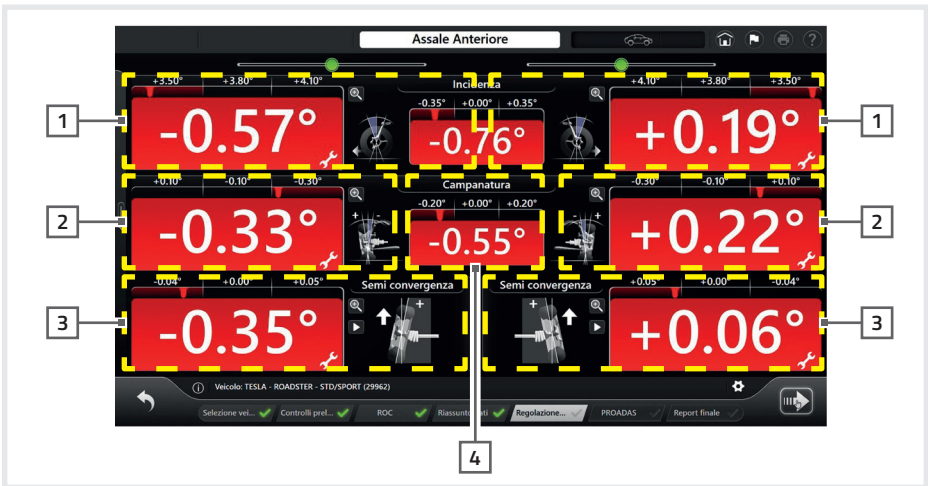 Assale Anteriore
?
+3.50° +3.80° +4.10°
Incidenza
+4.10° +3.80° +3.50°
-0.35° +0.00° +0.35°
1
-0.57°
-0.76°
+0.19°
1
+0.10° -0.10° -0.30°
Campanatura
-0.30° -0.10° +0.10°
-0.20° +0.00° +0.20°
2
-0.33°
+ -
-0.55°
- +
+0.22°
2
-0.04° +0.00° +0.05°
Semi convergenza
Semi convergenza
+0.05 +0.00 -0.04°
3
-0.35°
+
+
+0.06°
3
Veicolo: TESLA - ROADSTER - STD/SPORT (29962)
Selezione vei... Controlli prel... ROC Riassunto dati Regolazione... PROADAS Report finale
4